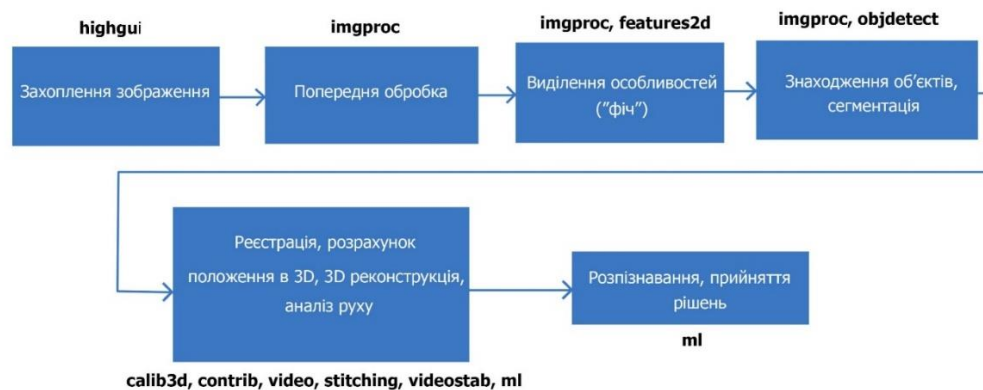 highgui
imgproc
imgproc, features2d
imgproc, objdetect
Захоплення зображення
Попередня обробка
Виділення особливостей
("фіч")
Знаходження об'єктів,
сегментація
Реєстрація, розрахунок
положення в 3D, 3D реконструкція,
аналіз руху
Розпізнавання, прийняття
рішень
ml
calib3d, contrib, video, stitching, videostab, ml